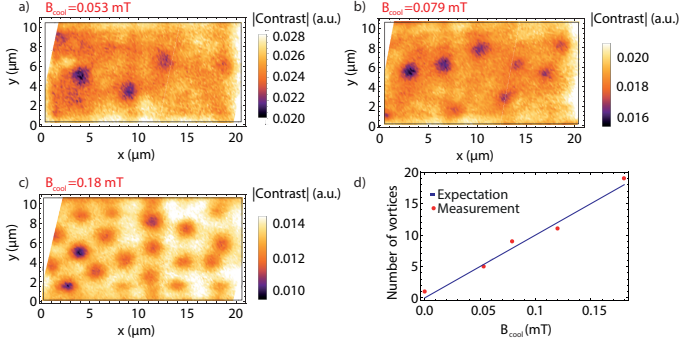 a) B_cool=0.053 mT |Contrast| (a.u.)
10
8
6
4
2
0
y (μm)
0 5 10 15 20
x (μm)
0.028
0.026
0.024
0.022
0.020
b) B_cool=0.079 mT |Contrast| (a.u.)
10
8
6
4
2
0
y (μm)
0 5 10 15 20
x (μm)
0.020
0.018
0.016
c) B_cool=0.18 mT |Contrast| (a.u.)
10
8
6
4
2
0
y (μm)
0 5 10 15 20
x (μm)
0.014
0.012
0.010
d)
20
15
10
5
0
Number of vortices
Expectation
Measurement
0.0 0.05 0.1 0.15
B_cool (mT)